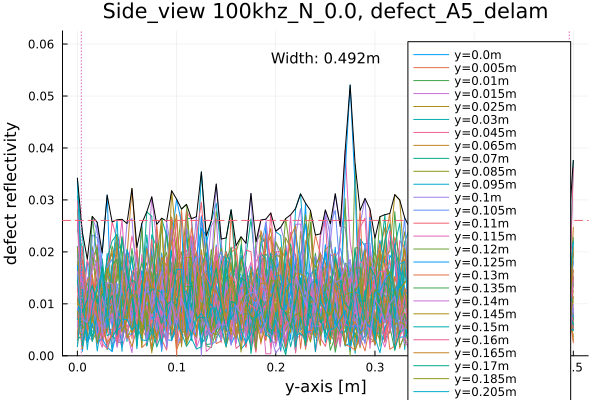 Side_view 100khz_N_0.0, defect_A5_delam
Width: 0.492m
defect reflectivity
0.06
0.05
0.04
0.03
0.02
0.01
0.00
0.0
0.1
0.2
0.3
.5
y-axis [m]
y=0.0m
y=0.005m
y=0.01m
y=0.015m
y=0.025m
y=0.03m
y=0.045m
y=0.065m
y=0.07m
y=0.085m
y=0.095m
y=0.1m
y=0.105m
y=0.11m
y=0.115m
y=0.12m
y=0.125m
y=0.13m
y=0.135m
y=0.14m
y=0.145m
y=0.15m
y=0.16m
y=0.165m
y=0.17m
y=0.185m
y=0.205m